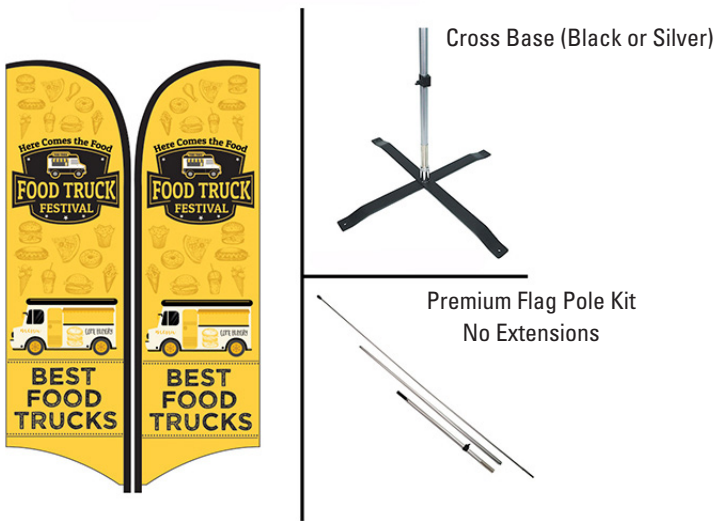 Here Comes the Food
FOOD TRUCK
FESTIVAL
BEST
FOOD
TRUCKS
Here Comes the Food
FOOD TRUCK
FESTIVAL
BEST
FOOD
TRUCKS
Cross Base (Black or Silver)
Premium Flag Pole Kit
No Extensions